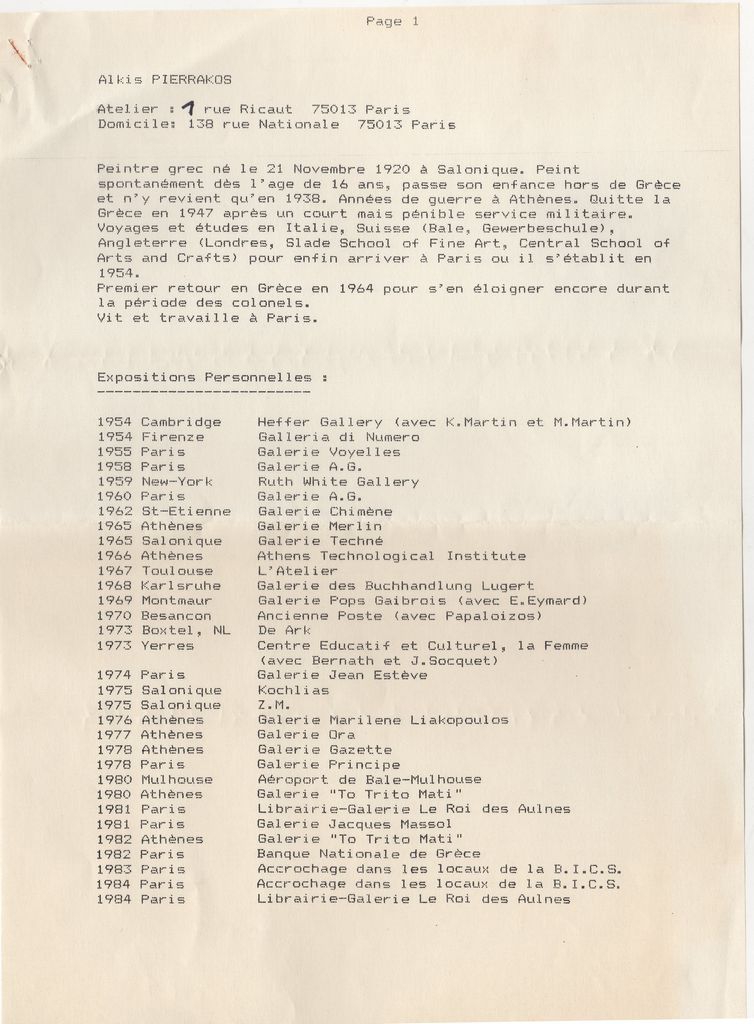 Page 1
Alkis PIERRAKOS
Atelier : 1 rue Ricaut 75013 Paris
Domicile: 138 rue Nationale 75013 Paris
Peintre grec né le 21 Novembre 1920 à Salonique. Peint
spontanément dès l'age de 16 ans, passe son enfance hors de Grèce
et n'y revient qu'en 1938. Années de guerre à Athènes. Quitte la
Grèce en 1947 après un court mais pénible service militaire.
Voyages et études en Italie, Suisse (Bale, Gewerbeschule),
Angleterre (Londres, Slade School of Fine Art, Central School of
Arts and Crafts) pour enfin arriver à Paris ou il s'établit en
1954.
Premier retour en Grèce en 1964 pour s'en éloigner encore durant
la période des colonels.
Vit et travaille à Paris.
Expositions Personnelles :
------------------------
1954 Cambridge Heffer Gallery (avec K.Martin et M.Martin)
1954 Firenze Galleria di Numero
1955 Paris Galerie Voyelles
1958 Paris Galerie A.G.
1959 New-York Ruth White Gallery
1960 Paris Galerie A.G.
1962 St-Etienne Galerie Chimène
1965 Athènes Galerie Merlin
1965 Salonique Galerie Techné
1966 Athènes Athens Technological Institute
1967 Toulouse L'Atelier
1968 Karlsruhe Galerie des Buchhandlung Lugert
1969 Montmaur Galerie Pops Gaibrois (avec E.Eymard)
1970 Besancon Ancienne Poste (avec Papaloizos)
1973 Boxtel, NL De Ark
1973 Yerres Centre Educatif et Culturel, la Femme
(avec Bernath et J.Socquet)
1974 Paris Galerie Jean Estève
1975 Salonique Kochlias
1975 Salonique Z.M.
1976 Athènes Galerie Marilene Liakopoulos
1977 Athènes Galerie Ora
1978 Athènes Galerie Gazette
1978 Paris Galerie Principe
1980 Mulhouse Aéroport de Bale-Mulhouse
1980 Athènes Galerie "To Trito Mati"
1981 Paris Librairie-Galerie Le Roi des Aulnes
1981 Paris Galerie Jacques Massol
1982 Athènes Galerie "To Trito Mati"
1982 Paris Banque Nationale de Grèce
1983 Paris Accrochage dans les locaux de la B.I.C.S.
1984 Paris Accrochage dans les locaux de la B.I.C.S.
1984 Paris Librairie-Galerie Le Roi des Aulnes